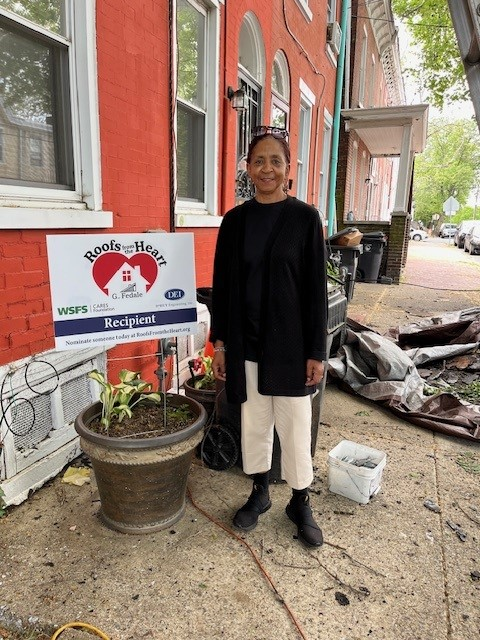 Roofs from the Heart
G. Fedale
WSFS CARES
Foundation
DEI
Recipient
Nominate someone today at RoofsFromtheHeart.org